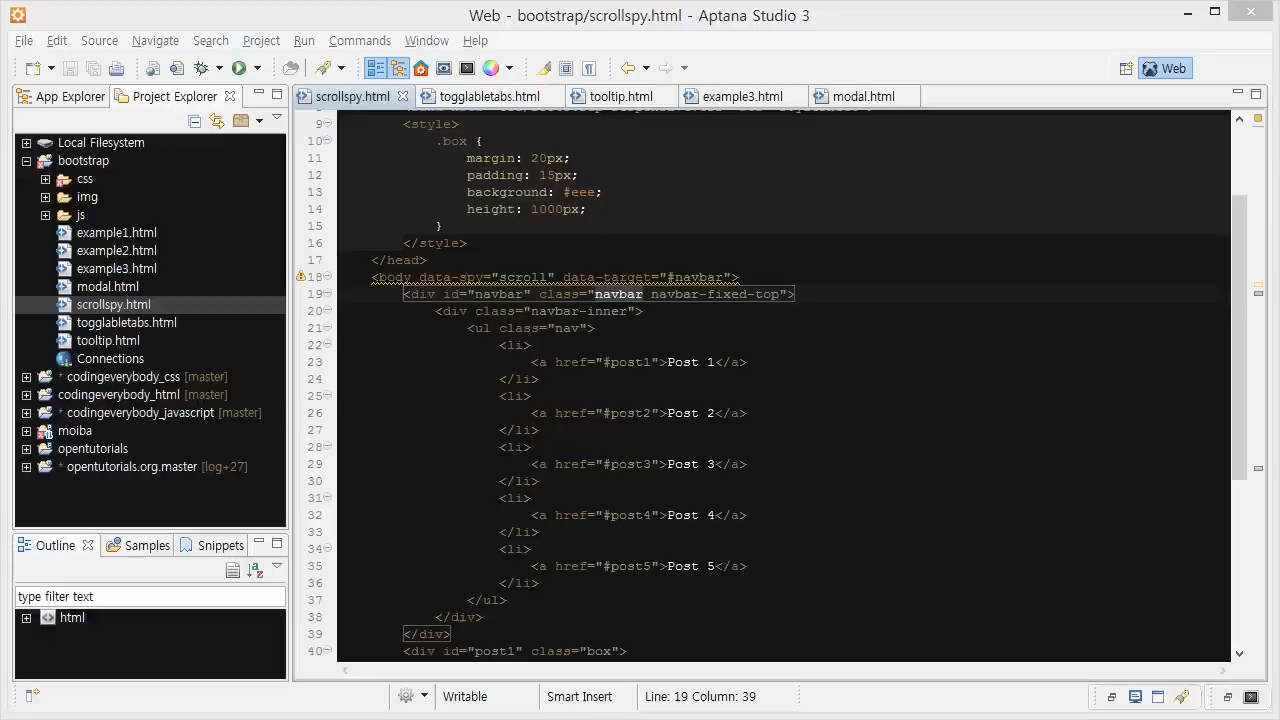 Web - bootstrap/scrollspy.html - Aptana Studio 3
File Edit Source Navigate Search Project Run Commands Window Help
Web
App Explorer
Project Explorer
Local Filesystem
bootstrap
css
img
js
example1.html
example2.html
example3.html
modal.html
scrollspy.html
togglabletabs.html
tooltip.html
Connections
* codingeverybody_css [master]
codingeverybody_html [master]
* codingeverybody_javascript [master]
moiba
opentutorials
* opentutorials.org.master [log+27]
Outline
Samples
Snippets
type filter text
html
scrollspy.html
togglabletabs.html
tooltip.html
example3.html
modal.html
9 <style>
10 .box {
11 margin: 20px;
12 padding: 15px;
13 background: #eee;
14 height: 1000px;
15 }
16 </style>
17 </head>
18 <body data-spy="scroll" data-target="#navbar">
19 <div id="navbar" class="navbar navbar-fixed-top">
20 <div class="navbar-inner">
21 <ul class="nav">
22 <li>
23 <a href="#post1">Post 1</a>
24 </li>
25 <li>
26 <a href="#post2">Post 2</a>
27 </li>
28 <li>
29 <a href="#post3">Post 3</a>
30 </li>
31 <li>
32 <a href="#post4">Post 4</a>
33 </li>
34 <li>
35 <a href="#post5">Post 5</a>
36 </li>
37 </ul>
38 </div>
39 </div>
40 <div id="post1" class="box">
Writable
Smart Insert
Line: 19 Column: 39